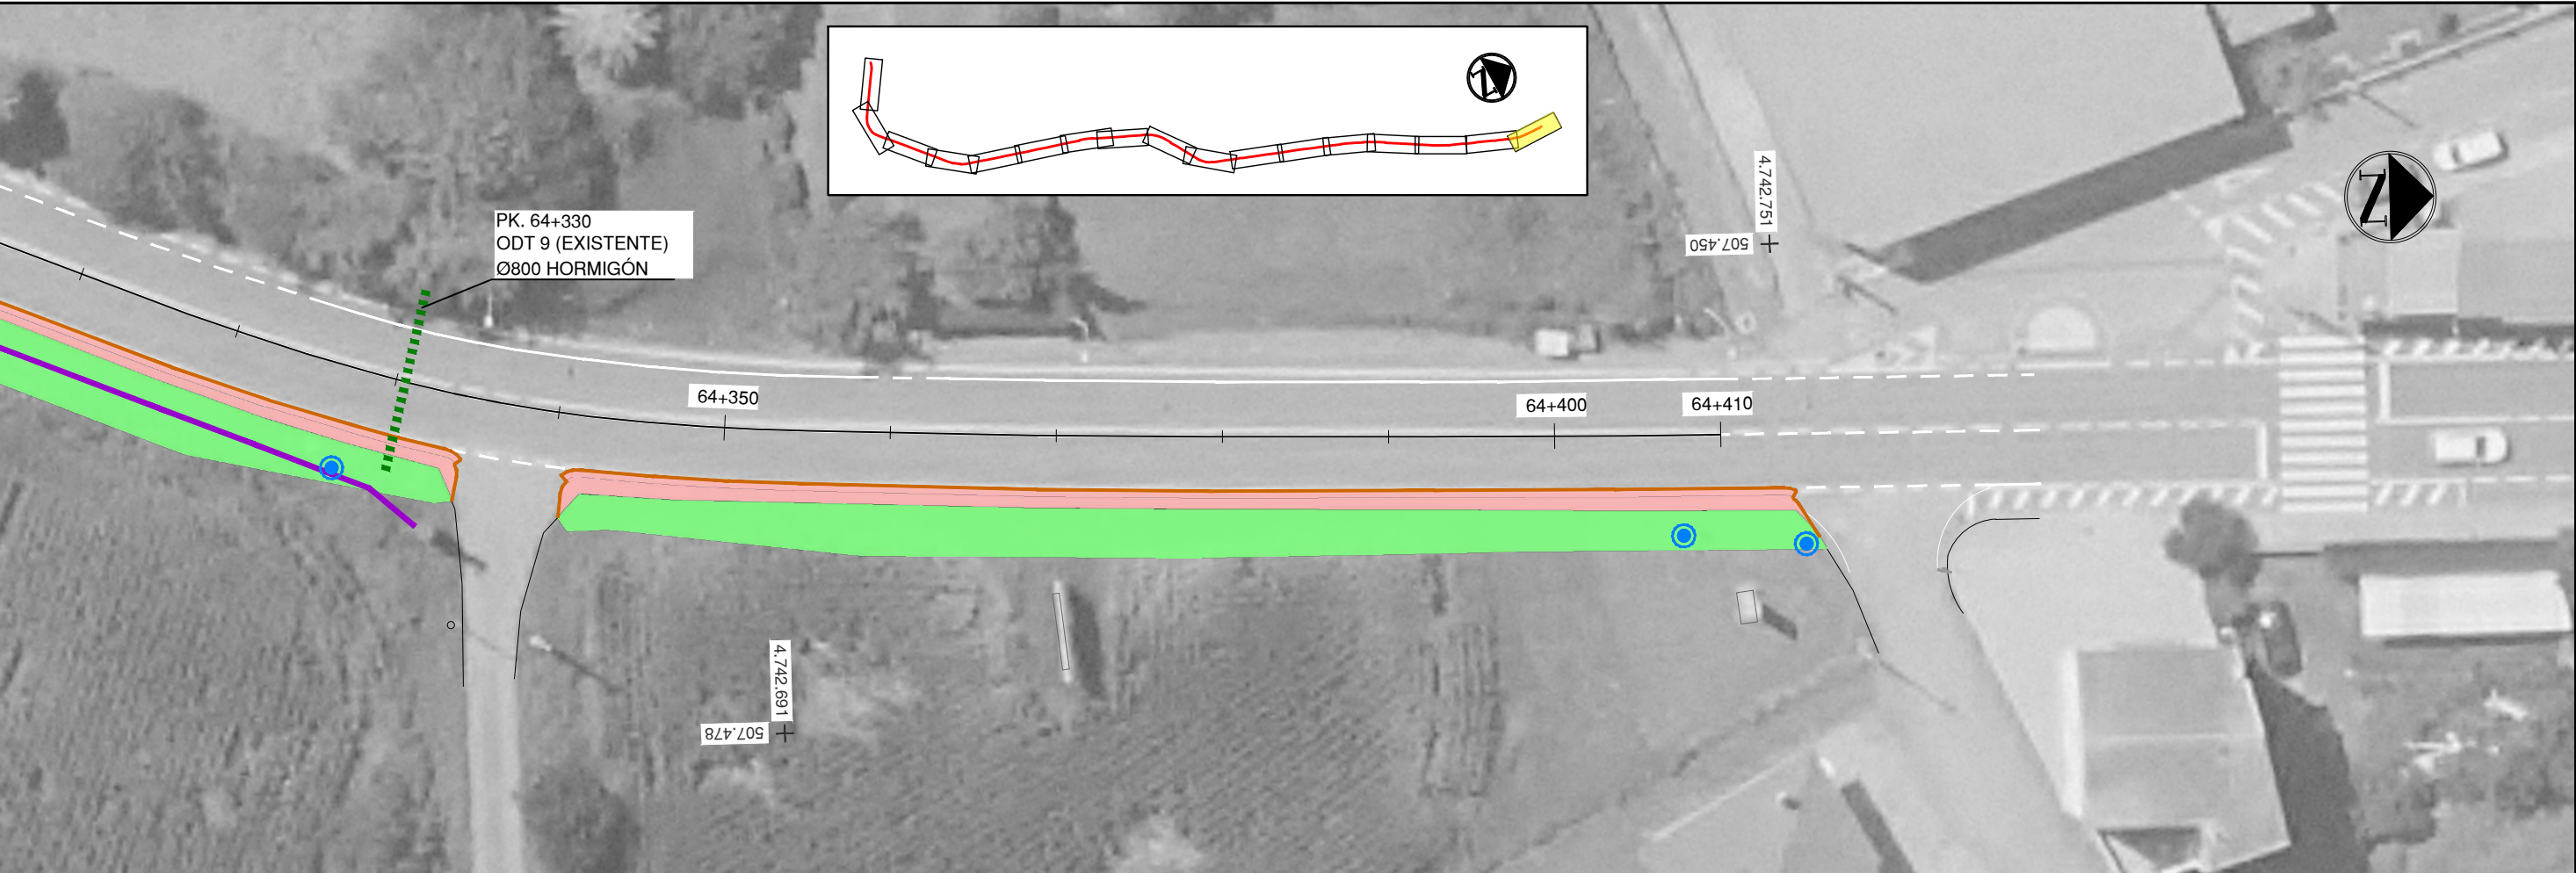 PK. 64+330
ODT 9 (EXISTENTE)
Ø800 HORMIGÓN
N
4.742.751
507.450
N
64+350
64+400
64+410
4.742.691
507.478